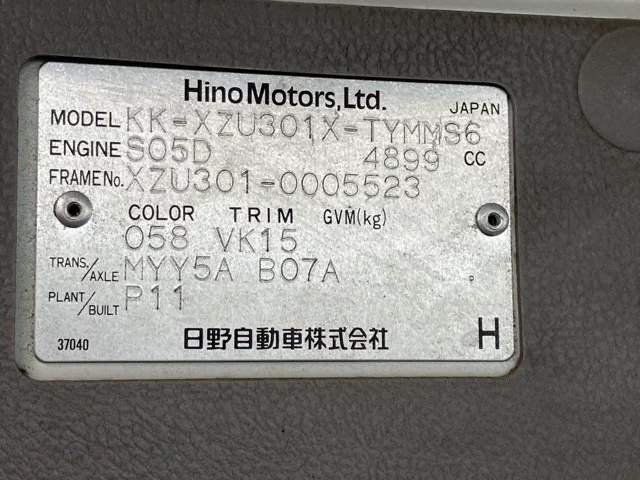 Hino Motors, Ltd.
JAPAN
MODEL KK-XZU301X-TYMMS6
ENGINE S05D 4899 CC
FRAME No. XZU301-0005523
COLOR TRIM GVM(kg)
058 VK15
TRANS./AXLE MYY5A B07A
PLANT/BUILT P11
37040 日野自動車株式会社 H